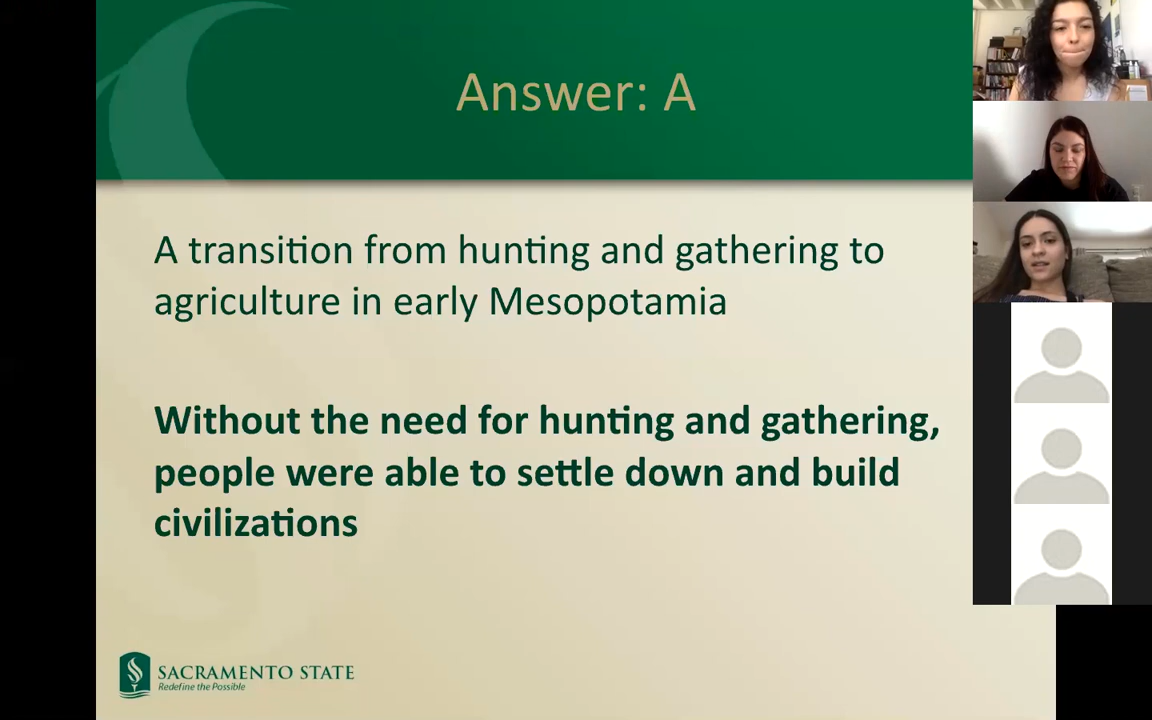 Answer: A
A transition from hunting and gathering to
agriculture in early Mesopotamia
Without the need for hunting and gathering,
people were able to settle down and build
civilizations
SACRAMENTO STATE
Redefine the Possible